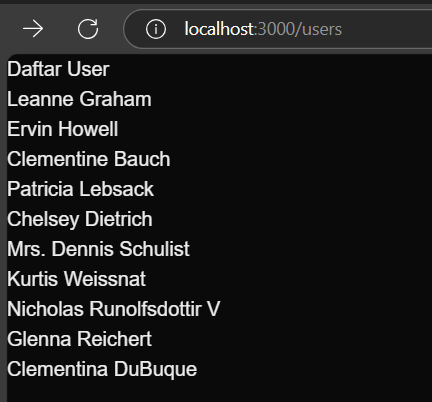 localhost:3000/users
Daftar User
Leanne Graham
Ervin Howell
Clementine Bauch
Patricia Lebsack
Chelsey Dietrich
Mrs. Dennis Schulist
Kurtis Weissnat
Nicholas Runolfsdottir V
Glenna Reichert
Clementina DuBuque